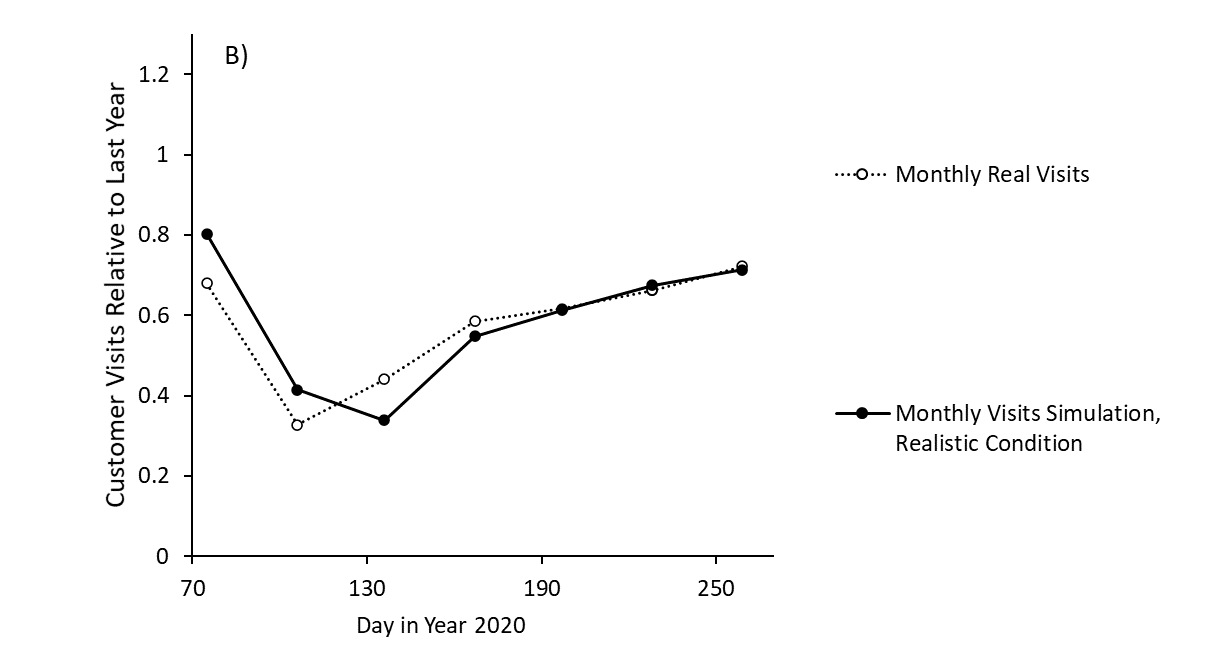 B)
Customer Visits Relative to Last Year
1.2
1
0.8
0.6
0.4
0.2
0
70
130
190
250
Day in Year 2020
Monthly Real Visits
Monthly Visits Simulation,
Realistic Condition